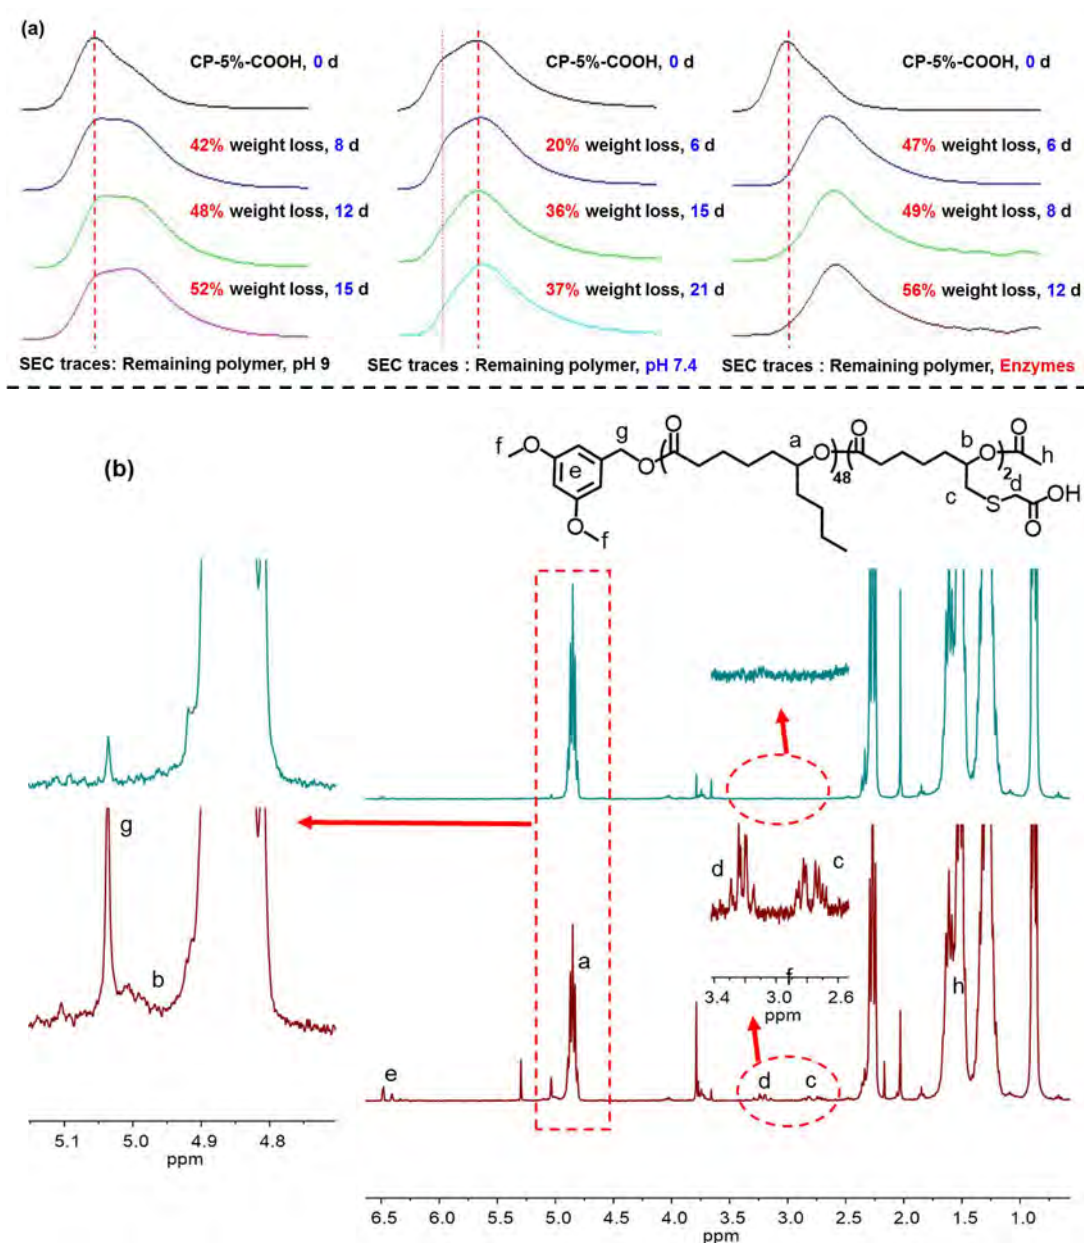 (a)
CP-5%-COOH, 0 d
42% weight loss, 8 d
48% weight loss, 12 d
52% weight loss, 15 d
SEC traces: Remaining polymer, pH 9
CP-5%-COOH, 0 d
20% weight loss, 6 d
36% weight loss, 15 d
37% weight loss, 21 d
SEC traces : Remaining polymer, pH 7.4
CP-5%-COOH, 0 d
47% weight loss, 6 d
49% weight loss, 8 d
56% weight loss, 12 d
SEC traces : Remaining polymer, Enzymes
(b)
f
O
e
O
f
g
O
O
a
O
48
O
b
O
2
O
h
c
S
d
O
OH
g
b
5.1 5.0 4.9 4.8
ppm
d c
3.4 3.0 f 2.6
ppm
a
h
e
d c
6.5 6.0 5.5 5.0 4.5 4.0 3.5 3.0 2.5 2.0 1.5 1.0
ppm